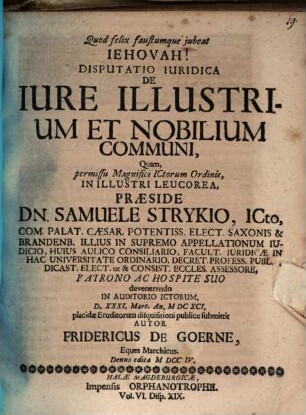 19
Quod felix faustumque jubeat
IEHOVAH!
DISPUTATIO IURIDICA
DE
IURE ILLUSTRI-
UM ET NOBILIUM
COMMUNI,
Quam,
permissu Magnifici ICtorum Ordinis,
IN ILLUSTRI LEUCOREA,
PRÆSIDE
DN. SAMUELE STRYKIO, ICto,
COM. PALAT. CÆSAR. POTENTISS. ELECT. SAXONIS &
BRANDENB. ILLIUS IN SUPREMO APPELLATIONUM IU-
DICIO, HUIUS AULICO CONSILIARIO, FACULT. IURIDICÆ IN
HAC UNIVERSITATE ORDINARIO, DECRET. PROFESS. PUBL.
DICAST. ELECT. ut & CONSIST. ECCLES. ASSESSORE,
PATRONO AC HOSPITE SUO
devenerando
IN AUDITORIO ICTORUM,
D. XXXI. Mart. An. M DC XCI,
placidæ Eruditorum disquisitioni publice submittit
AUTOR
FRIDERICUS DE GOERNE,
Eques Marchicus.
Denuo edita M DCC IV.
HALÆ MAGDEBURGICÆ,
Impensis ORPHANOTROPHII.
Vol. VI. Disp. XIX.